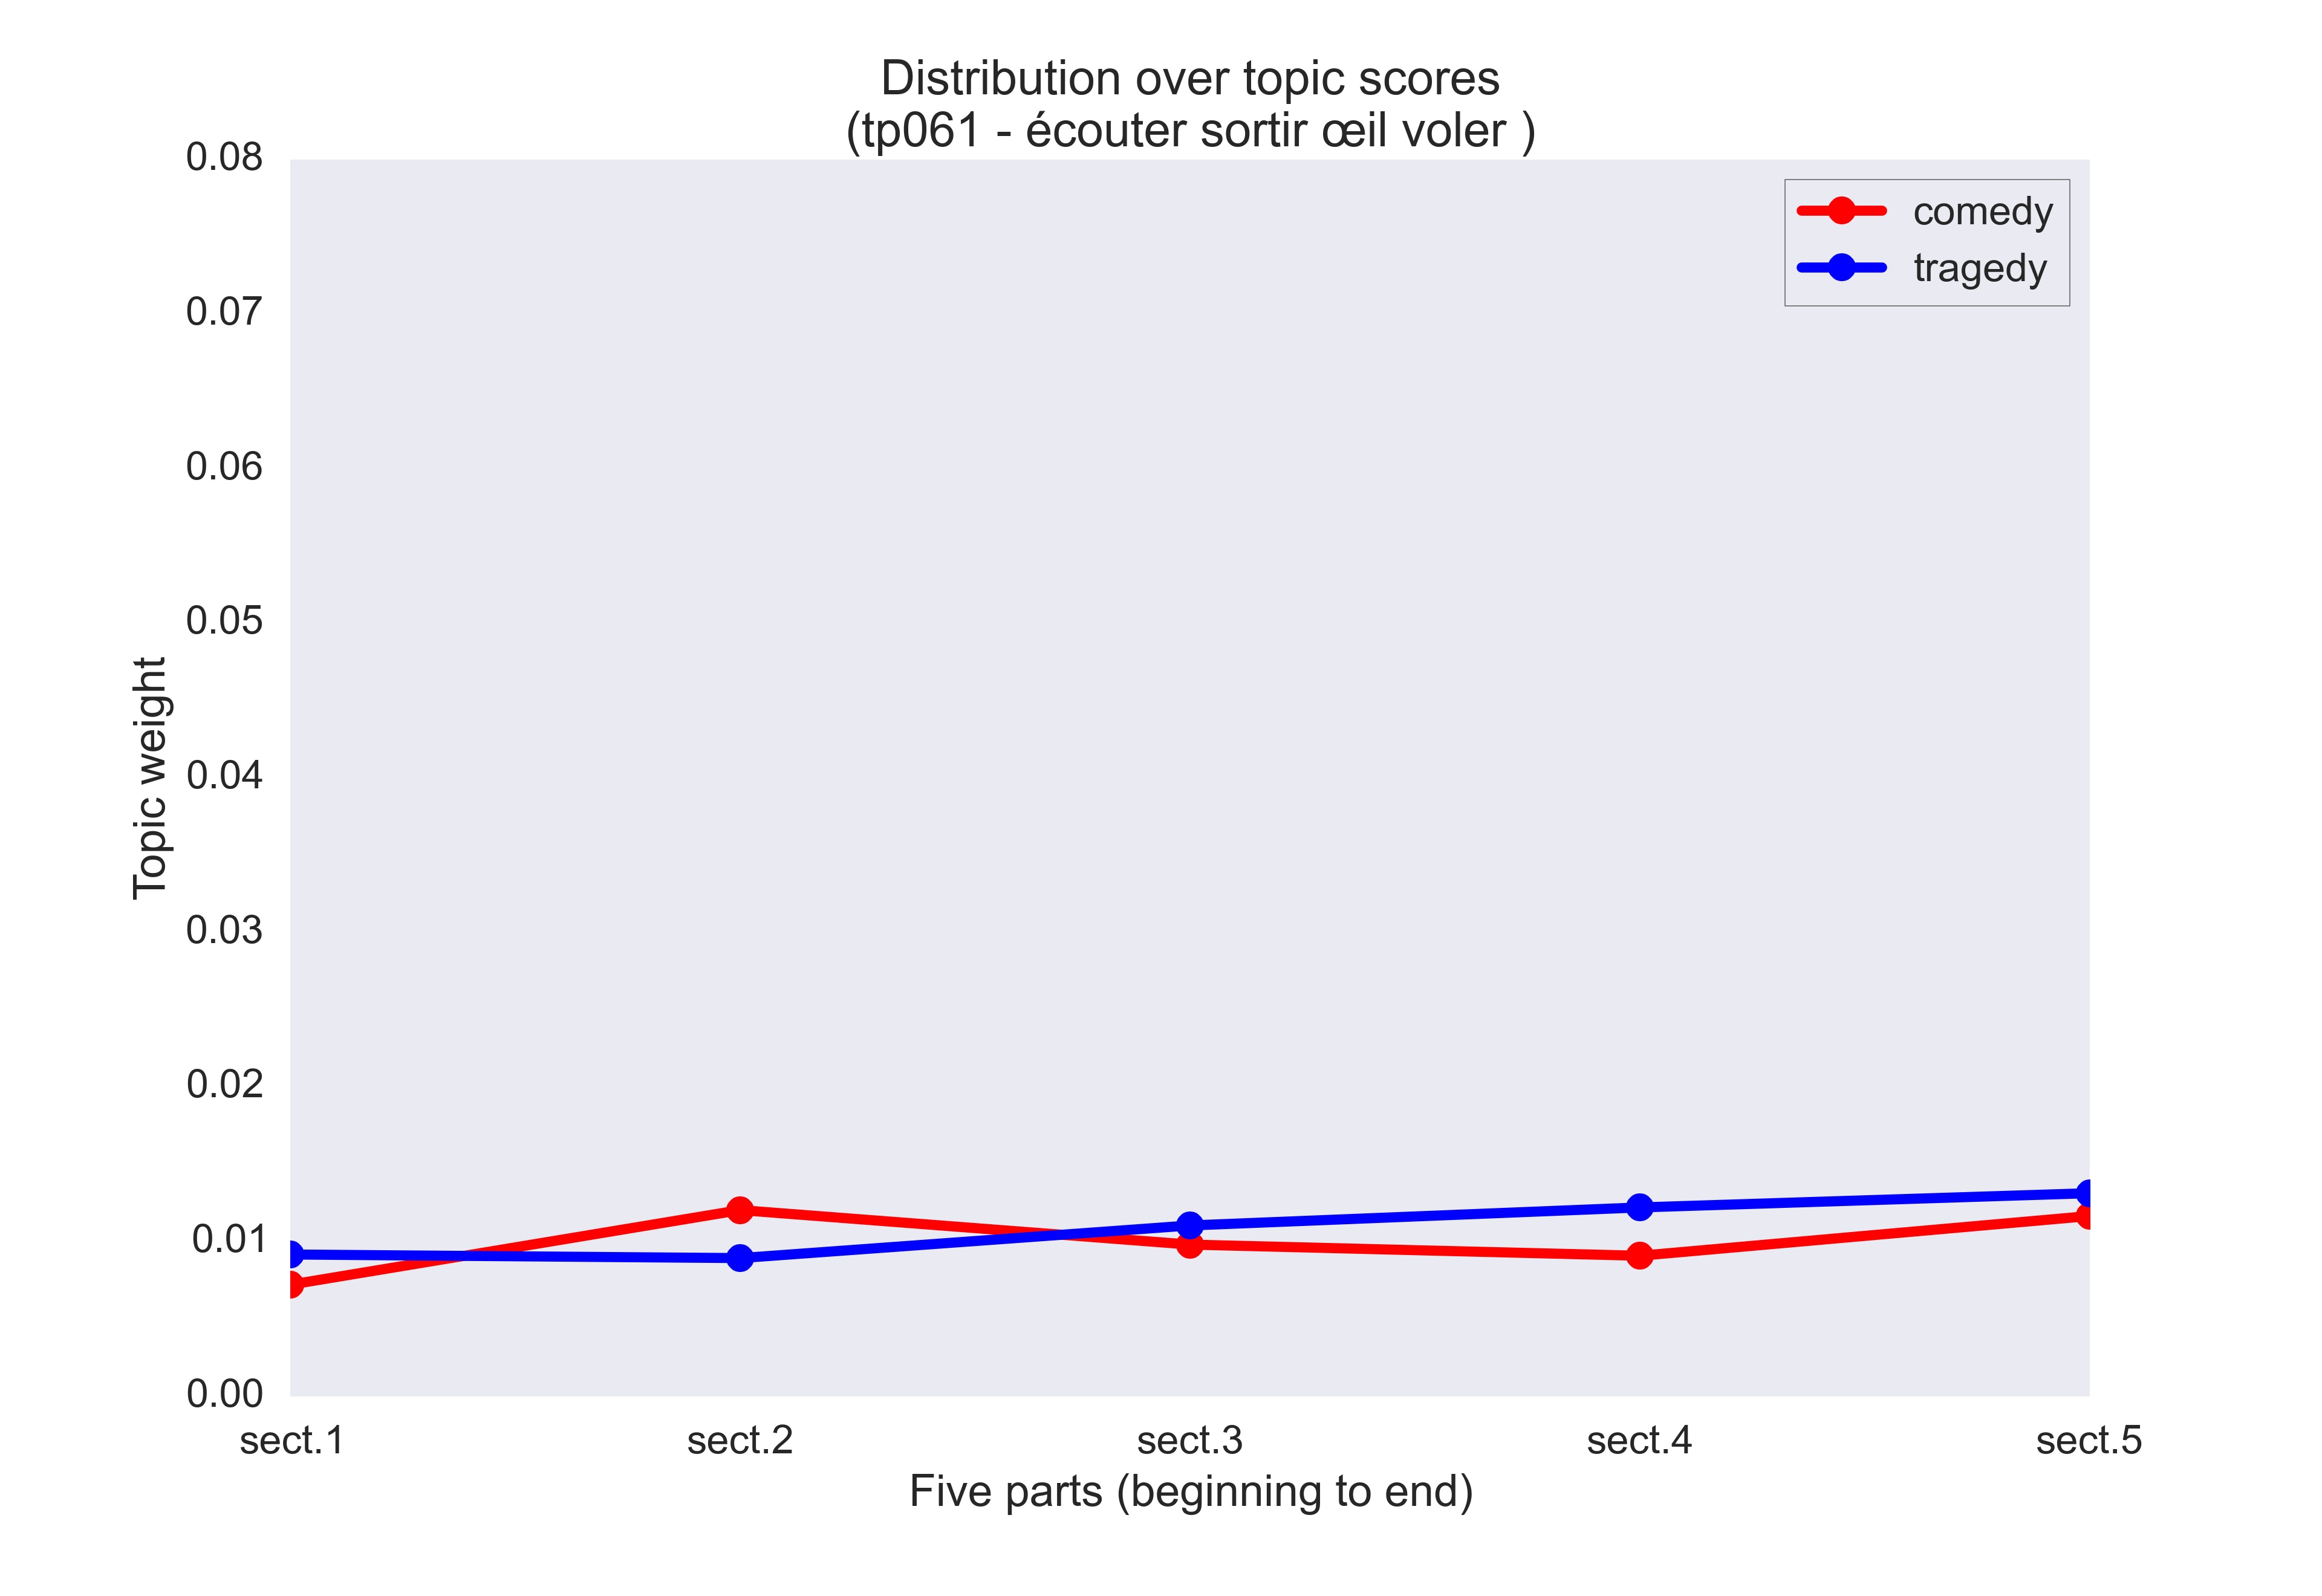 Distribution over topic scores
(tp061 - écouter sortir œil voler )
comedy
tragedy
0.08
0.07
0.06
0.05
0.04
0.03
0.02
0.01
0.00
Topic weight
sect.1 sect.2 sect.3 sect.4 sect.5
Five parts (beginning to end)